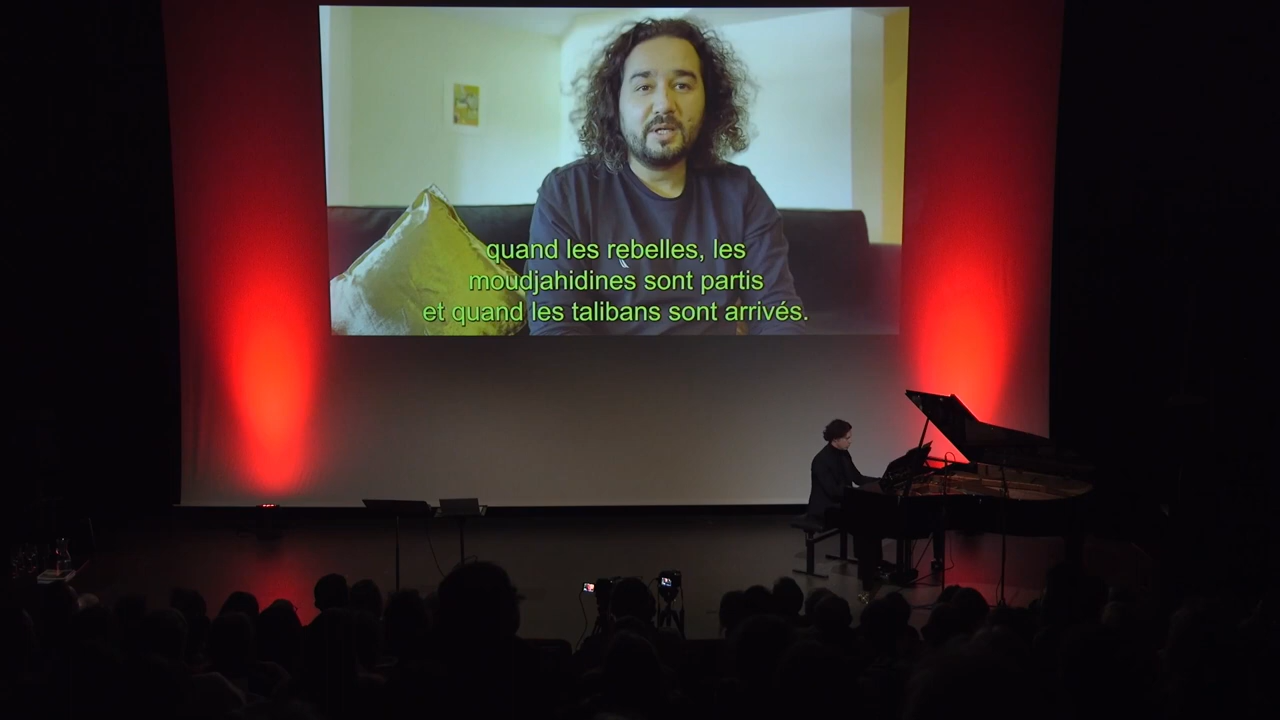 quand les rebelles, les
moudjahidines sont partis
et quand les talibans sont arrivés.